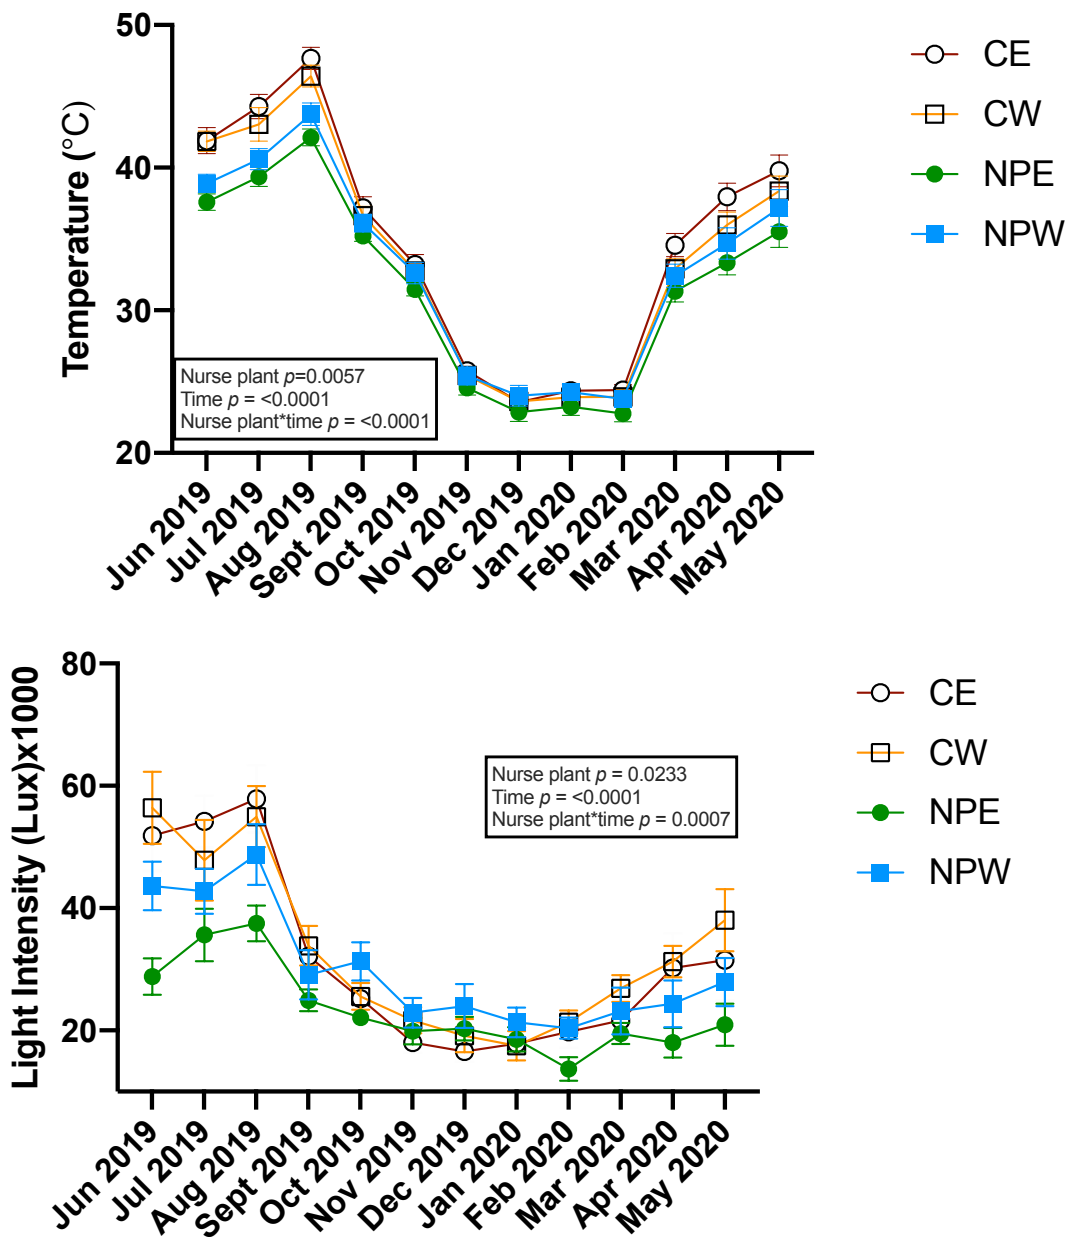 50
40
30
20
Temperature (°C)
CE
CW
NPE
NPW
Nurse plant p=0.0057
Time p = <0.0001
Nurse plant*time p = <0.0001
Jun 2019
Jul 2019
Aug 2019
Sept 2019
Oct 2019
Nov 2019
Dec 2019
Jan 2020
Feb 2020
Mar 2020
Apr 2020
May 2020
80
60
40
20
Light Intensity (Lux)x1000
CE
CW
NPE
NPW
Nurse plant p = 0.0233
Time p = <0.0001
Nurse plant*time p = 0.0007
Jun 2019
Jul 2019
Aug 2019
Sept 2019
Oct 2019
Nov 2019
Dec 2019
Jan 2020
Feb 2020
Mar 2020
Apr 2020
May 2020